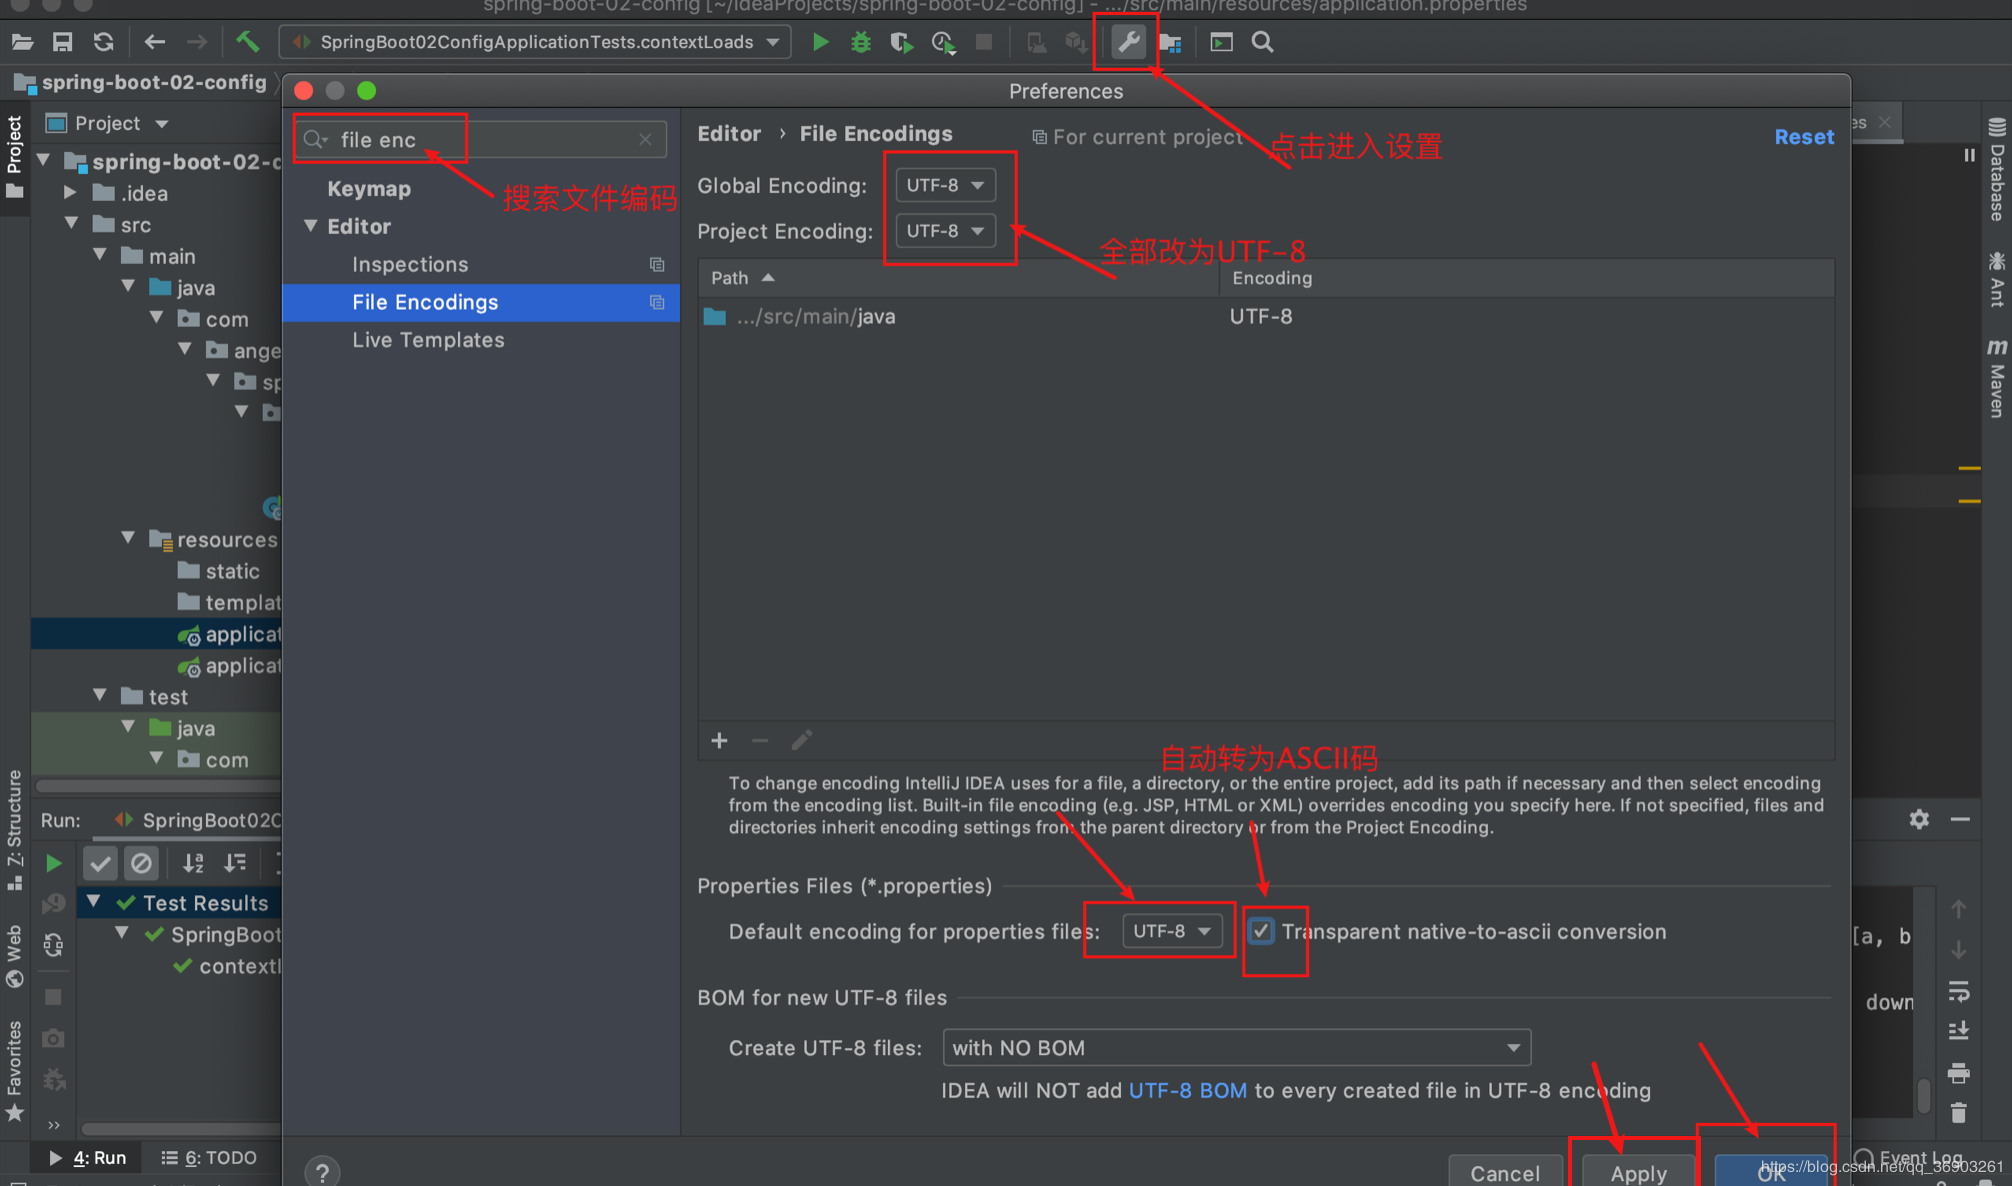 spring-boot-02-config [~/IdeaProjects/spring-boot-02-config] - .../src/main/resources/application.properties
SpringBoot02ConfigApplicationTests.contextLoads
spring-boot-02-config
Preferences
Project
Project
file enc
搜索文件编码
Keymap
Editor
Inspections
File Encodings
Live Templates
Editor › File Encodings
For current project
点击进入设置
Reset
Global Encoding: UTF-8
Project Encoding: UTF-8
全部改为UTF-8
Path
Encoding
.../src/main/java
UTF-8
es
Database
Ant
m
Maven
spring-boot-02-c
.idea
src
main
java
com
ange
sp
resources
static
templat
applicat
applicat
test
java
com
自动转为ASCII码
To change encoding IntelliJ IDEA uses for a file, a directory, or the entire project, add its path if necessary and then select encoding
from the encoding list. Built-in file encoding (e.g. JSP, HTML or XML) overrides encoding you specify here. If not specified, files and
directories inherit encoding settings from the parent directory or from the Project Encoding.
Properties Files (*.properties)
Default encoding for properties files: UTF-8
Transparent native-to-ascii conversion
BOM for new UTF-8 files
Create UTF-8 files: with NO BOM
IDEA will NOT add UTF-8 BOM to every created file in UTF-8 encoding
?
Cancel
Apply
OK
Z: Structure
Web
Favorites
Run: SpringBoot02C
Test Results
SpringBoot
contextl
[a, b
down
4: Run
6: TODO
Event Log
https://blog.csdn.net/qq_36903261